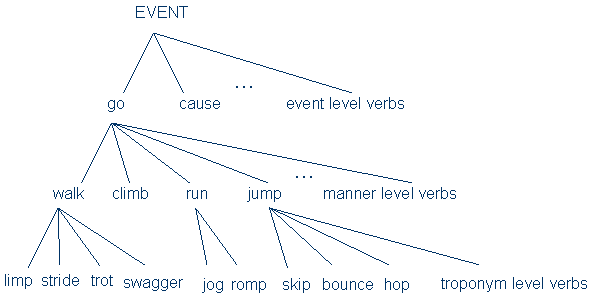 EVENT
...
go cause event level verbs
...
walk climb run jump manner level verbs
limp stride trot swagger jog romp skip bounce hop troponym level verbs